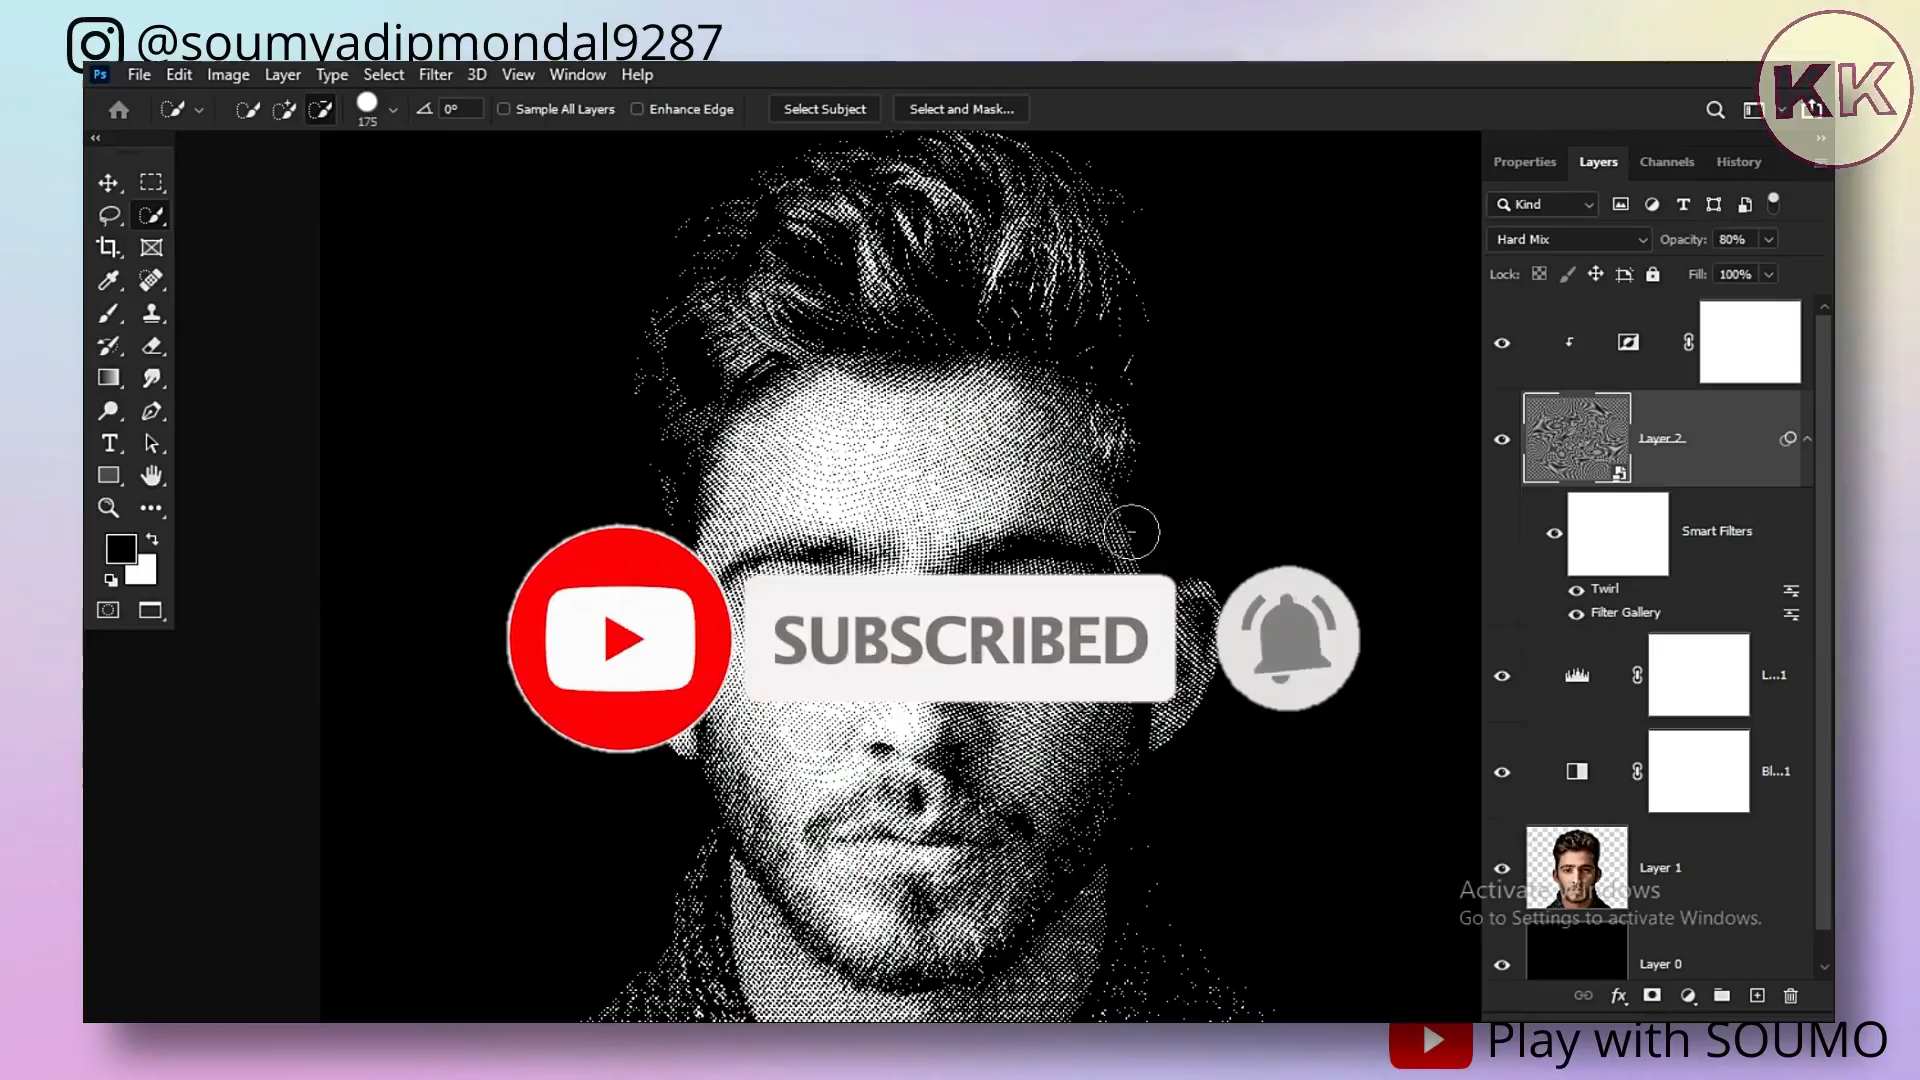 @soumyadipmondal9287
KK
Ps File Edit Image Layer Type Select Filter 3D View Window Help
175 0° Sample All Layers Enhance Edge Select Subject Select and Mask...
Properties Layers Channels History
Kind
Hard Mix Opacity: 80%
Lock: Fill: 100%
Layer 2
Smart Filters
Twirl
Filter Gallery
SUBSCRIBED
L...1
Bl...1
Layer 1
Activate Windows
Go to Settings to activate Windows.
Layer 0
fx
Play with SOUMO